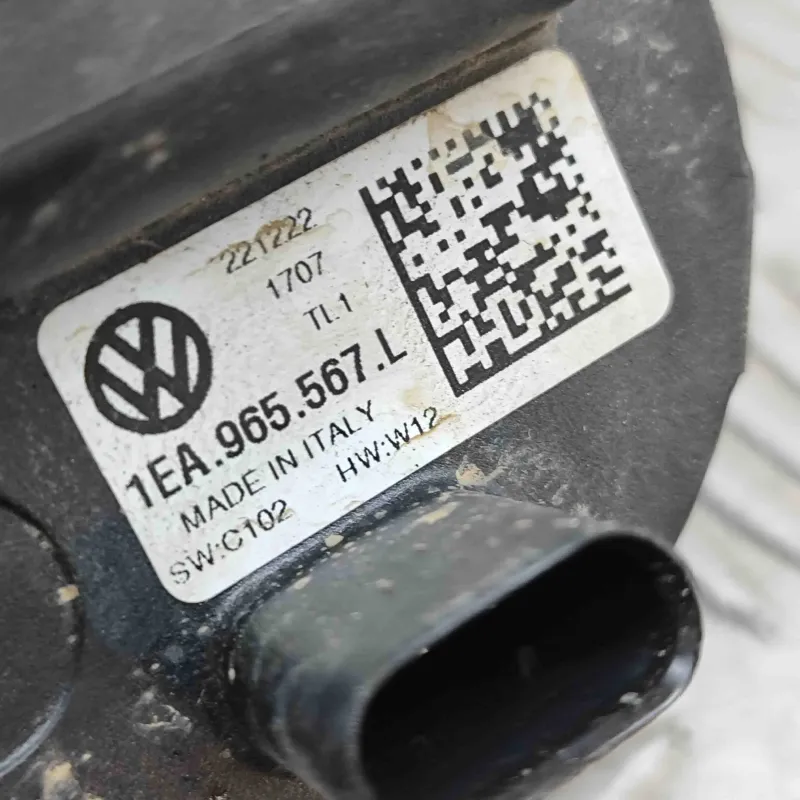 221222
1707
TL1
1EA.965.567.L
MADE IN ITALY
SW:C102 HW:W12